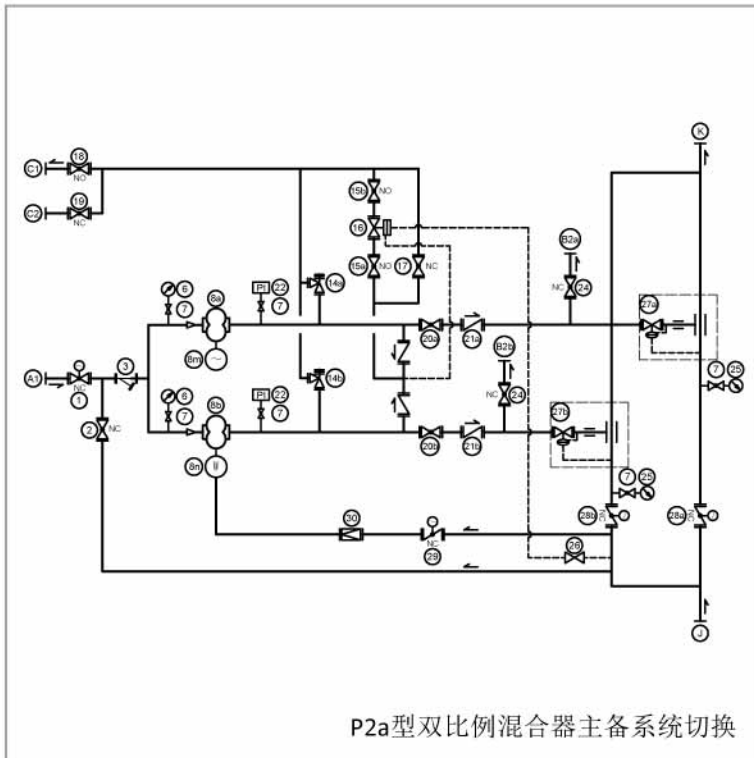 K
C1 18
NO
C2 19
NC
15b NO
16
15a NO
17 NC
B2a
NC 24
6 8a PI 22 14a
7 7
27a
8m ~
20a 21a B2b
A1 3
NC
1
6 8b PI 22 14b
7 7
NC 24
7 25
2 NC
27b
8n
20b 21b
7 25
30
NC
29
NC 28b
NC 28a
26
J
P2a型双比例混合器主备系统切换